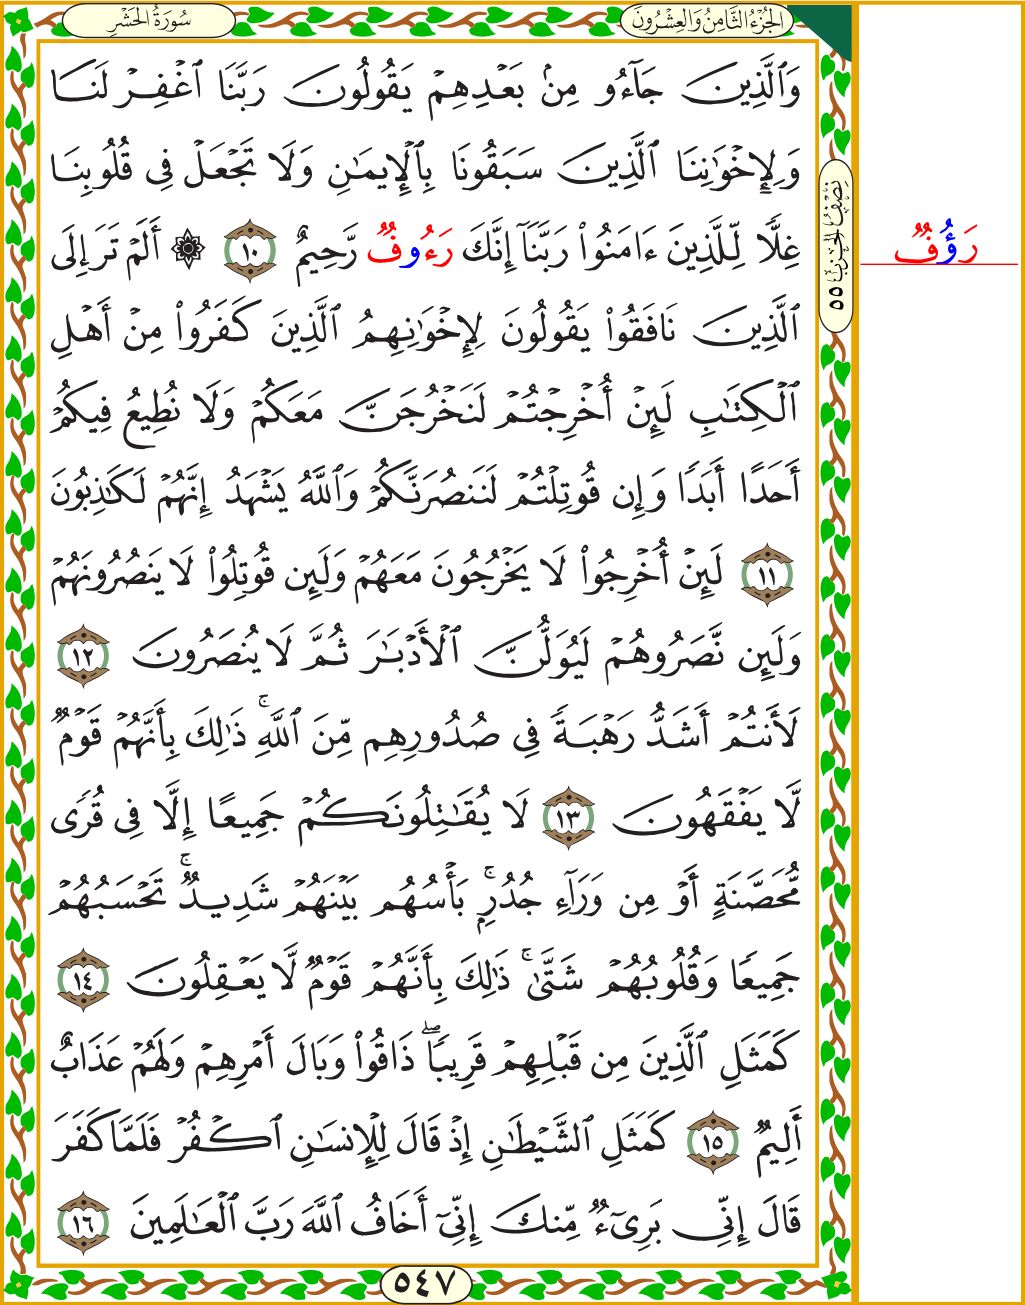 سُورَةُ الحَشْرِ
الجُزْءُ الثَّامِنُ وَالعِشْرُونَ
وَٱلَّذِينَ جَآءُو مِنۢ بَعْدِهِمْ يَقُولُونَ رَبَّنَا ٱغْفِرْ لَنَا
وَلِإِخْوَٰنِنَا ٱلَّذِينَ سَبَقُونَا بِٱلْإِيمَٰنِ وَلَا تَجْعَلْ فِى قُلُوبِنَا
غِلًّا لِّلَّذِينَ ءَامَنُوا۟ رَبَّنَآ إِنَّكَ رَءُوفٌ رَّحِيمٌ ١٠ ۞ أَلَمْ تَرَ إِلَى
رَؤُفٌ
نِصْفُ الحِزْبِ ٥٥
ٱلَّذِينَ نَافَقُوا۟ يَقُولُونَ لِإِخْوَٰنِهِمُ ٱلَّذِينَ كَفَرُوا۟ مِنْ أَهْلِ
ٱلْكِتَٰبِ لَئِنْ أُخْرِجْتُمْ لَنَخْرُجَنَّ مَعَكُمْ وَلَا نُطِيعُ فِيكُمْ
أَحَدًا أَبَدًا وَإِن قُوتِلْتُمْ لَنَنصُرَنَّكُمْ وَٱللَّهُ يَشْهَدُ إِنَّهُمْ لَكَٰذِبُونَ
١١ لَئِنْ أُخْرِجُوا۟ لَا يَخْرُجُونَ مَعَهُمْ وَلَئِن قُوتِلُوا۟ لَا يَنصُرُونَهُمْ
وَلَئِن نَّصَرُوهُمْ لَيُوَلُّنَّ ٱلْأَدْبَٰرَ ثُمَّ لَا يُنصَرُونَ ١٢
لَأَنتُمْ أَشَدُّ رَهْبَةً فِى صُدُورِهِم مِّنَ ٱللَّهِ ۚ ذَٰلِكَ بِأَنَّهُمْ قَوْمٌ
لَّا يَفْقَهُونَ ١٣ لَا يُقَٰتِلُونَكُمْ جَمِيعًا إِلَّا فِى قُرًى
مُّحَصَّنَةٍ أَوْ مِن وَرَآءِ جُدُرٍۭ ۚ بَأْسُهُم بَيْنَهُمْ شَدِيدٌ ۚ تَحْسَبُهُمْ
جَمِيعًا وَقُلُوبُهُمْ شَتَّىٰ ۚ ذَٰلِكَ بِأَنَّهُمْ قَوْمٌ لَّا يَعْقِلُونَ ١٤
كَمَثَلِ ٱلَّذِينَ مِن قَبْلِهِمْ قَرِيبًا ۖ ذَاقُوا۟ وَبَالَ أَمْرِهِمْ وَلَهُمْ عَذَابٌ
أَلِيمٌ ١٥ كَمَثَلِ ٱلشَّيْطَٰنِ إِذْ قَالَ لِلْإِنسَٰنِ ٱكْفُرْ فَلَمَّا كَفَرَ
قَالَ إِنِّى بَرِىٓءٌ مِّنكَ إِنِّىٓ أَخَافُ ٱللَّهَ رَبَّ ٱلْعَٰلَمِينَ ١٦
٥٤٧